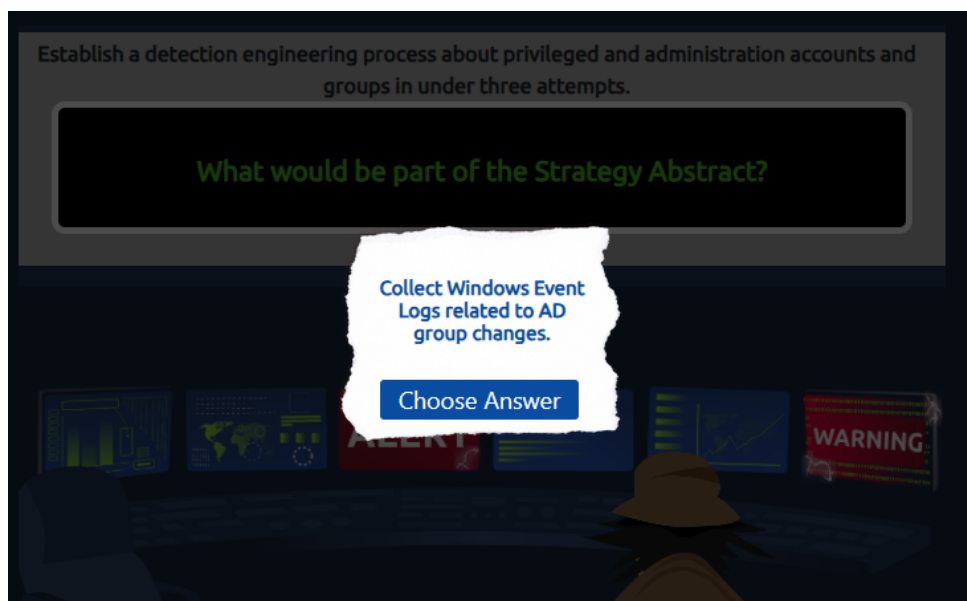 Establish a detection engineering process about privileged and administration accounts and
groups in under three attempts.
What would be part of the Strategy Abstract?
Collect Windows Event
Logs related to AD
group changes.
Choose Answer
ALERT
WARNING